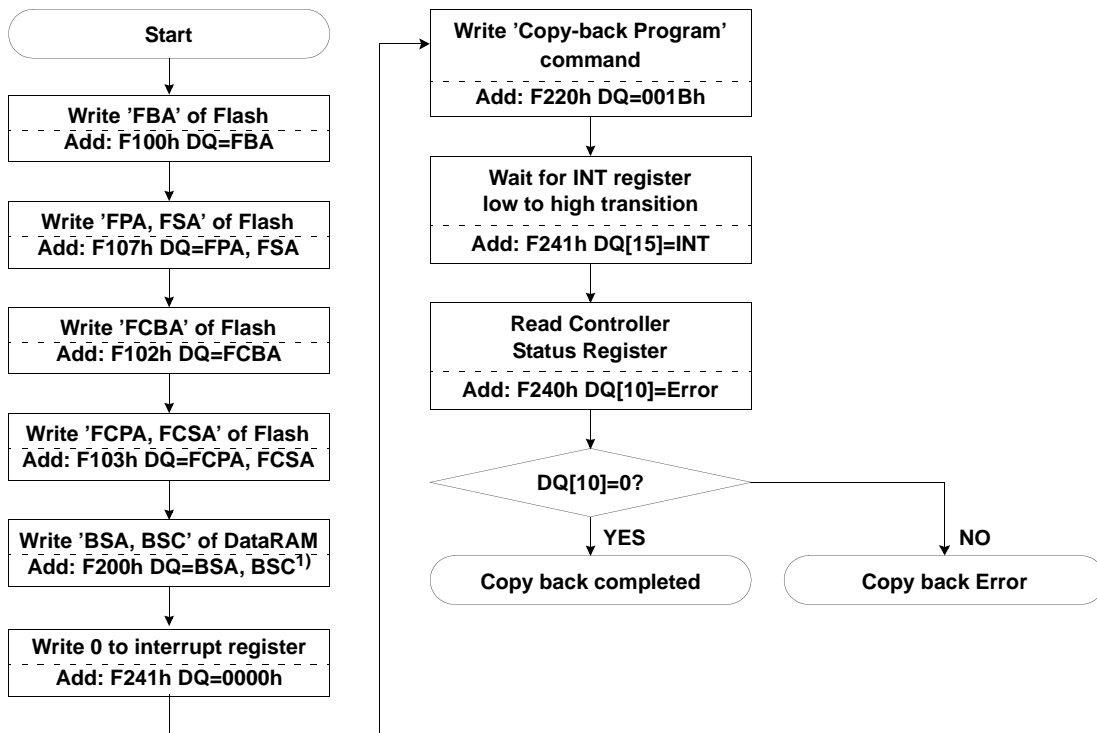 Start
Write ’FBA’ of Flash
Add: F100h DQ=FBA
Write ’FPA, FSA’ of Flash
Add: F107h DQ=FPA, FSA
Write ’FCBA’ of Flash
Add: F102h DQ=FCBA
Write ’FCPA, FCSA’ of Flash
Add: F103h DQ=FCPA, FCSA
Write ’BSA, BSC’ of DataRAM
Add: F200h DQ=BSA, BSC1)
Write 0 to interrupt register
Add: F241h DQ=0000h
Write ’Copy-back Program’
command
Add: F220h DQ=001Bh
Wait for INT register
low to high transition
Add: F241h DQ[15]=INT
Read Controller
Status Register
Add: F240h DQ[10]=Error
DQ[10]=0?
YES
NO
Copy back completed
Copy back Error